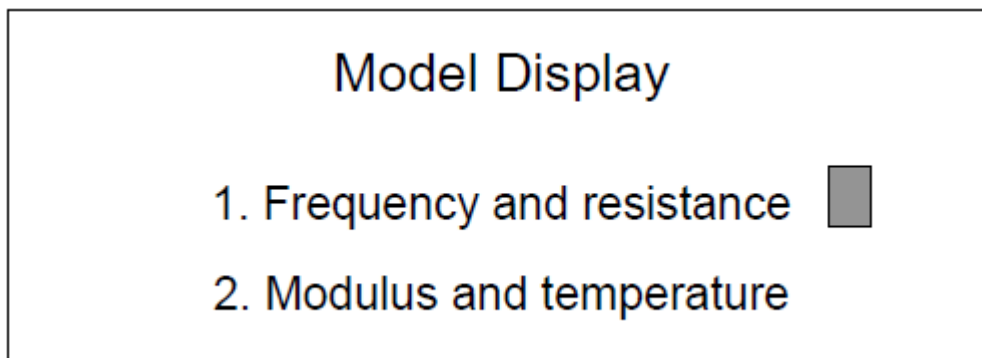 Model Display
1. Frequency and resistance
2. Modulus and temperature